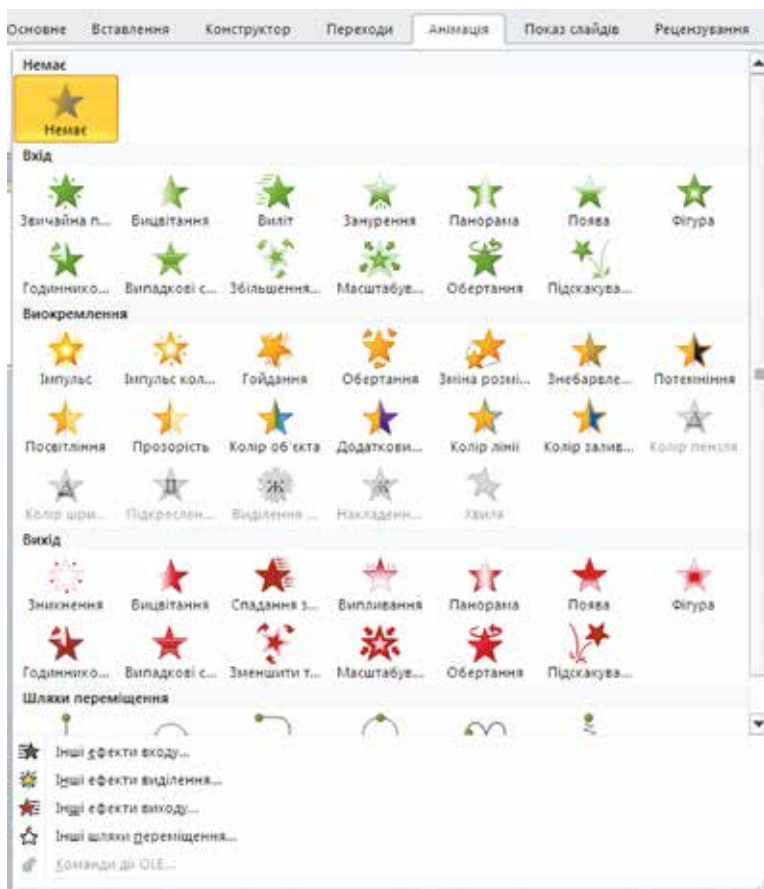 Основне Вставлення Конструктор Переходи Анімація Показ слайдів Рецензування
Немає
Немає
Вхід
Звичайна п... Вицвітання Виліт Занурення Панорама Поява Фігура
Годиннико... Випадкові с... Збільшення... Масштабув... Обертання Підскакува...
Виокремлення
Імпульс Імпульс кол... Гойдання Обертання Зміна розмі... Знебарвле... Потемніння
Посвітління Прозорість Колір об'єкта Додаткови... Колір лінії Колір залив... Колір пензля
Колір шри... Підкреслен... Виділення ... Накладенн... Хвиля
Вихід
Зникнення Вицвітання Спадання з... Випливання Панорама Поява Фігура
Годиннико... Випадкові с... Зменшити т... Масштабув... Обертання Підскакува...
Шляхи переміщення
Інші ефекти входу...
Інші ефекти виділення...
Інші ефекти виходу...
Інші шляхи переміщення...
Команди дії OLE...